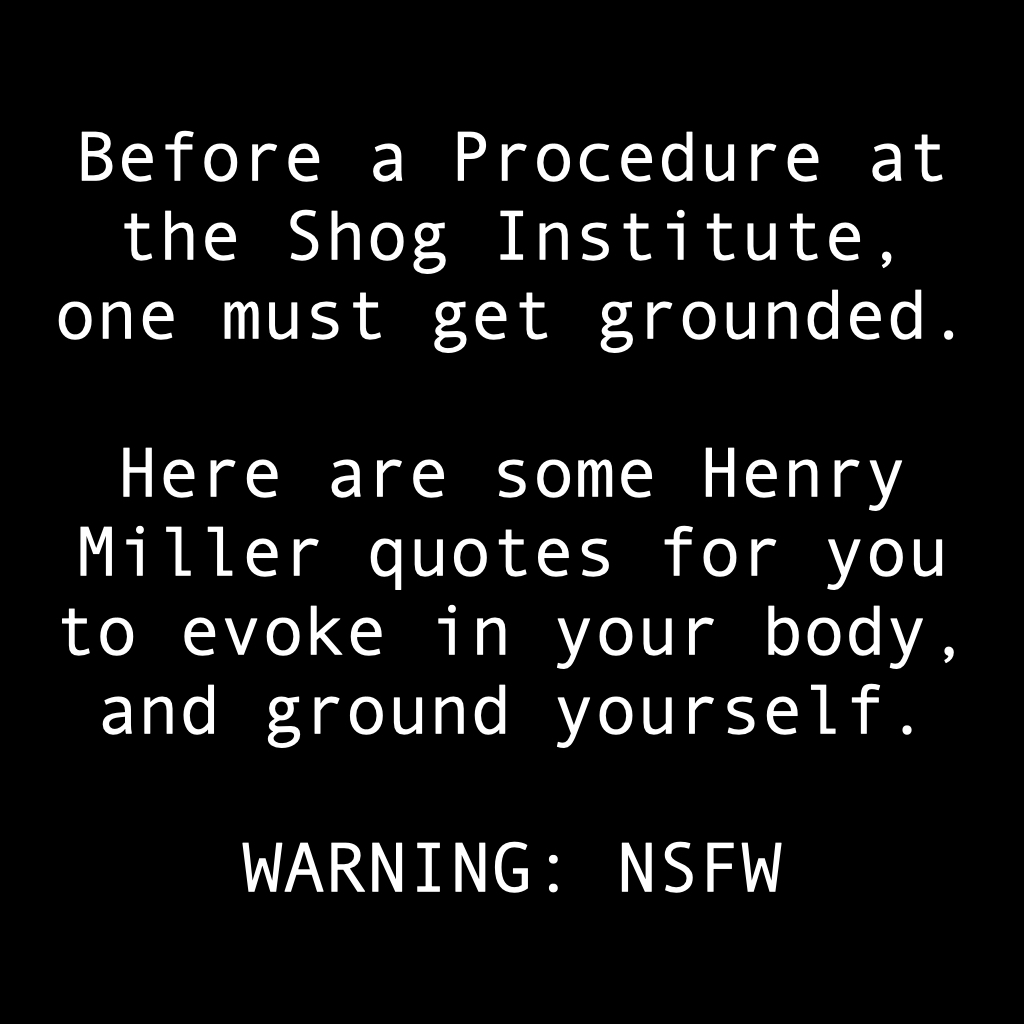 Before a Procedure at
the Shog Institute,
one must get grounded.
Here are some Henry
Miller quotes for you
to evoke in your body,
and ground yourself.
WARNING: NSFW